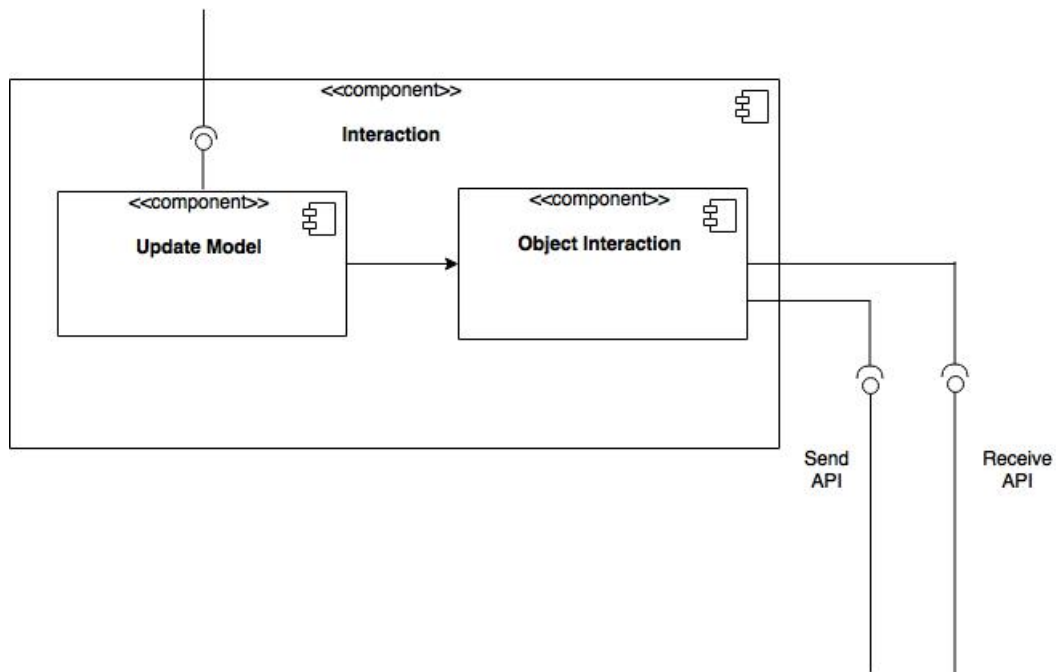 <<component>>
Interaction
<<component>>
Update Model
<<component>>
Object Interaction
Send
API
Receive
API